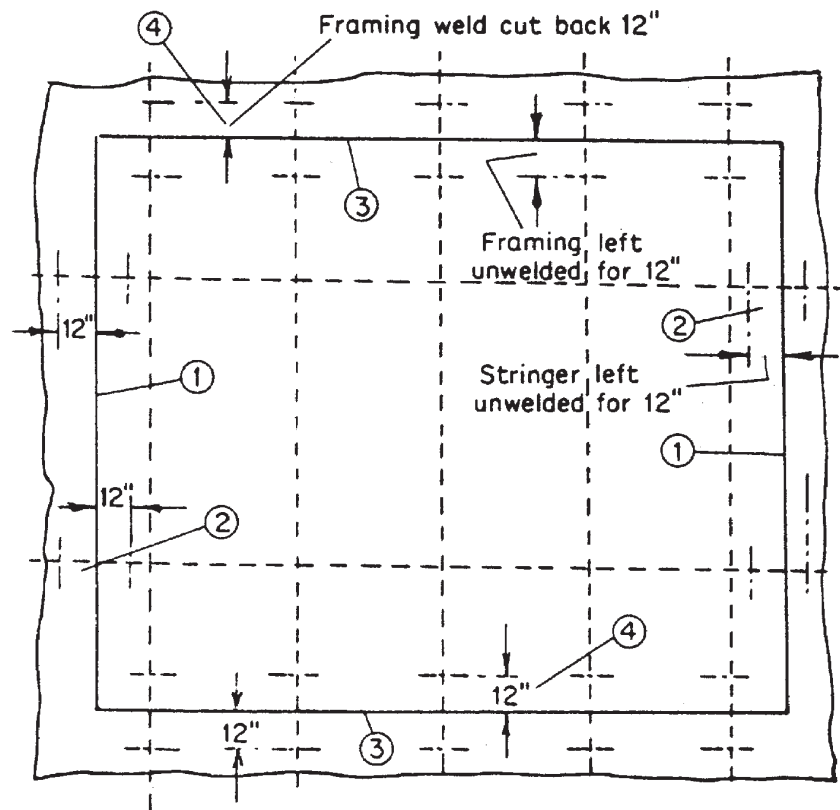 ④
Framing weld cut back 12"
③
Framing left
unwelded for 12"
12"
②
①
Stringer left
unwelded for 12"
①
12"
②
④
12"
12"
③